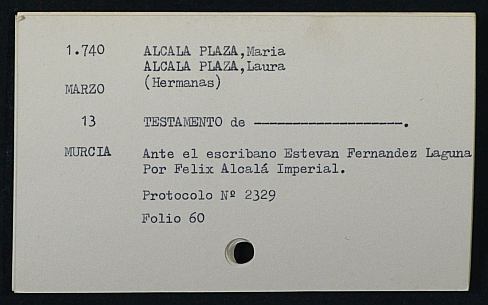 1.740 ALCALA PLAZA,Maria
ALCALA PLAZA,Laura
(Hermanas)
MARZO
13 TESTAMENTO de --------------------.
MURCIA Ante el escribano Estevan Fernandez Laguna
Por Felix Alcalá Imperial.
Protocolo Nº 2329
Folio 60